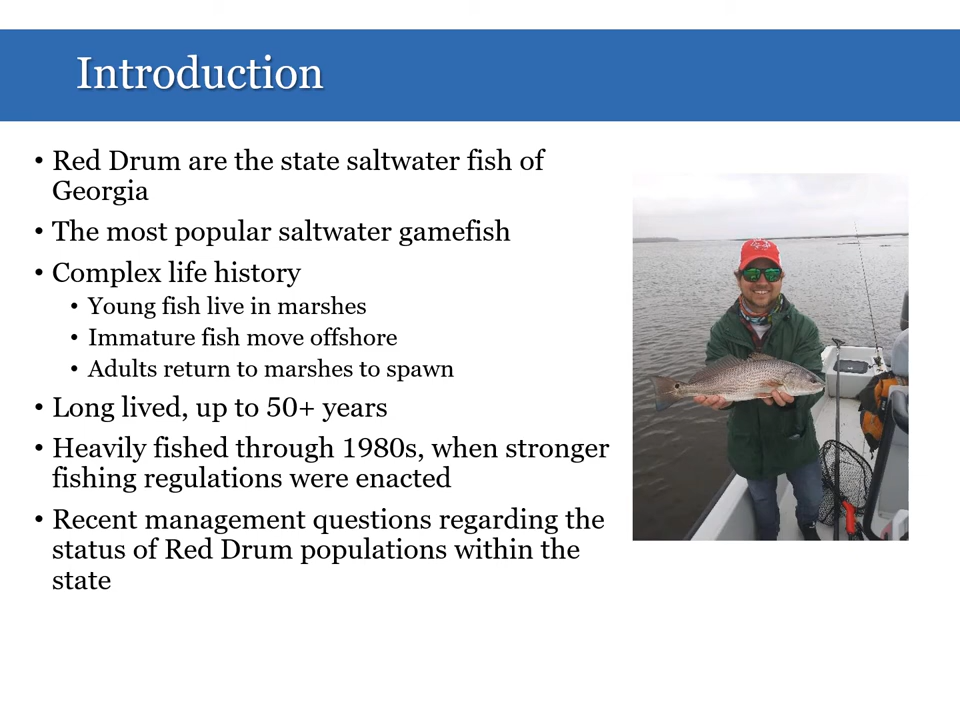 Introduction
• Red Drum are the state saltwater fish of
Georgia
• The most popular saltwater gamefish
• Complex life history
• Young fish live in marshes
• Immature fish move offshore
• Adults return to marshes to spawn
• Long lived, up to 50+ years
• Heavily fished through 1980s, when stronger
fishing regulations were enacted
• Recent management questions regarding the
status of Red Drum populations within the
state